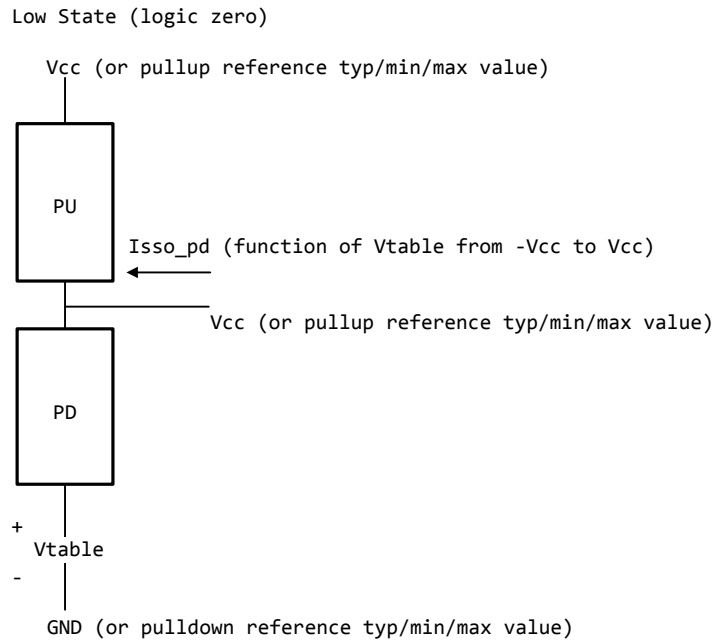 Low State (logic zero)
Vcc (or pullup reference typ/min/max value)
PU
Isso_pd (function of Vtable from -Vcc to Vcc)
Vcc (or pullup reference typ/min/max value)
PD
+
Vtable
-
GND (or pulldown reference typ/min/max value)